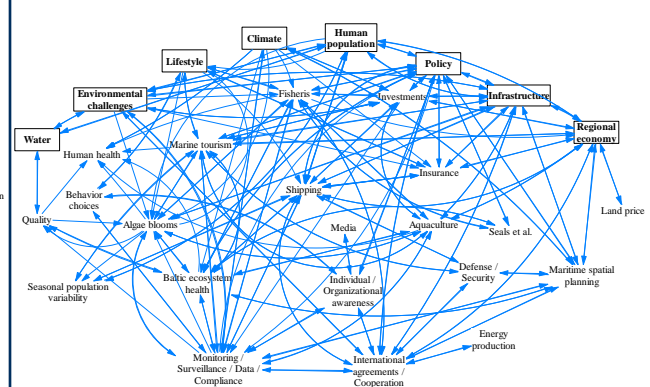 Human
population
Climate
Policy
Lifestyle
Environmental
challenges
Fisheris
Investments
Infrastructure
Water
Regional
economy
Marine tourism
Human health
Insurance
Shipping
Behavior
choices
Land price
Quality
Algae blooms
Media
Aquaculture
Seals et al.
Seasonal population
variability
Baltic ecosystem
health
Individual /
Organizational
awareness
Defense /
Security
Maritime spatial
planning
Energy
production
Monitoring /
Surveillance / Data /
Compliance
International
agreements /
Cooperation